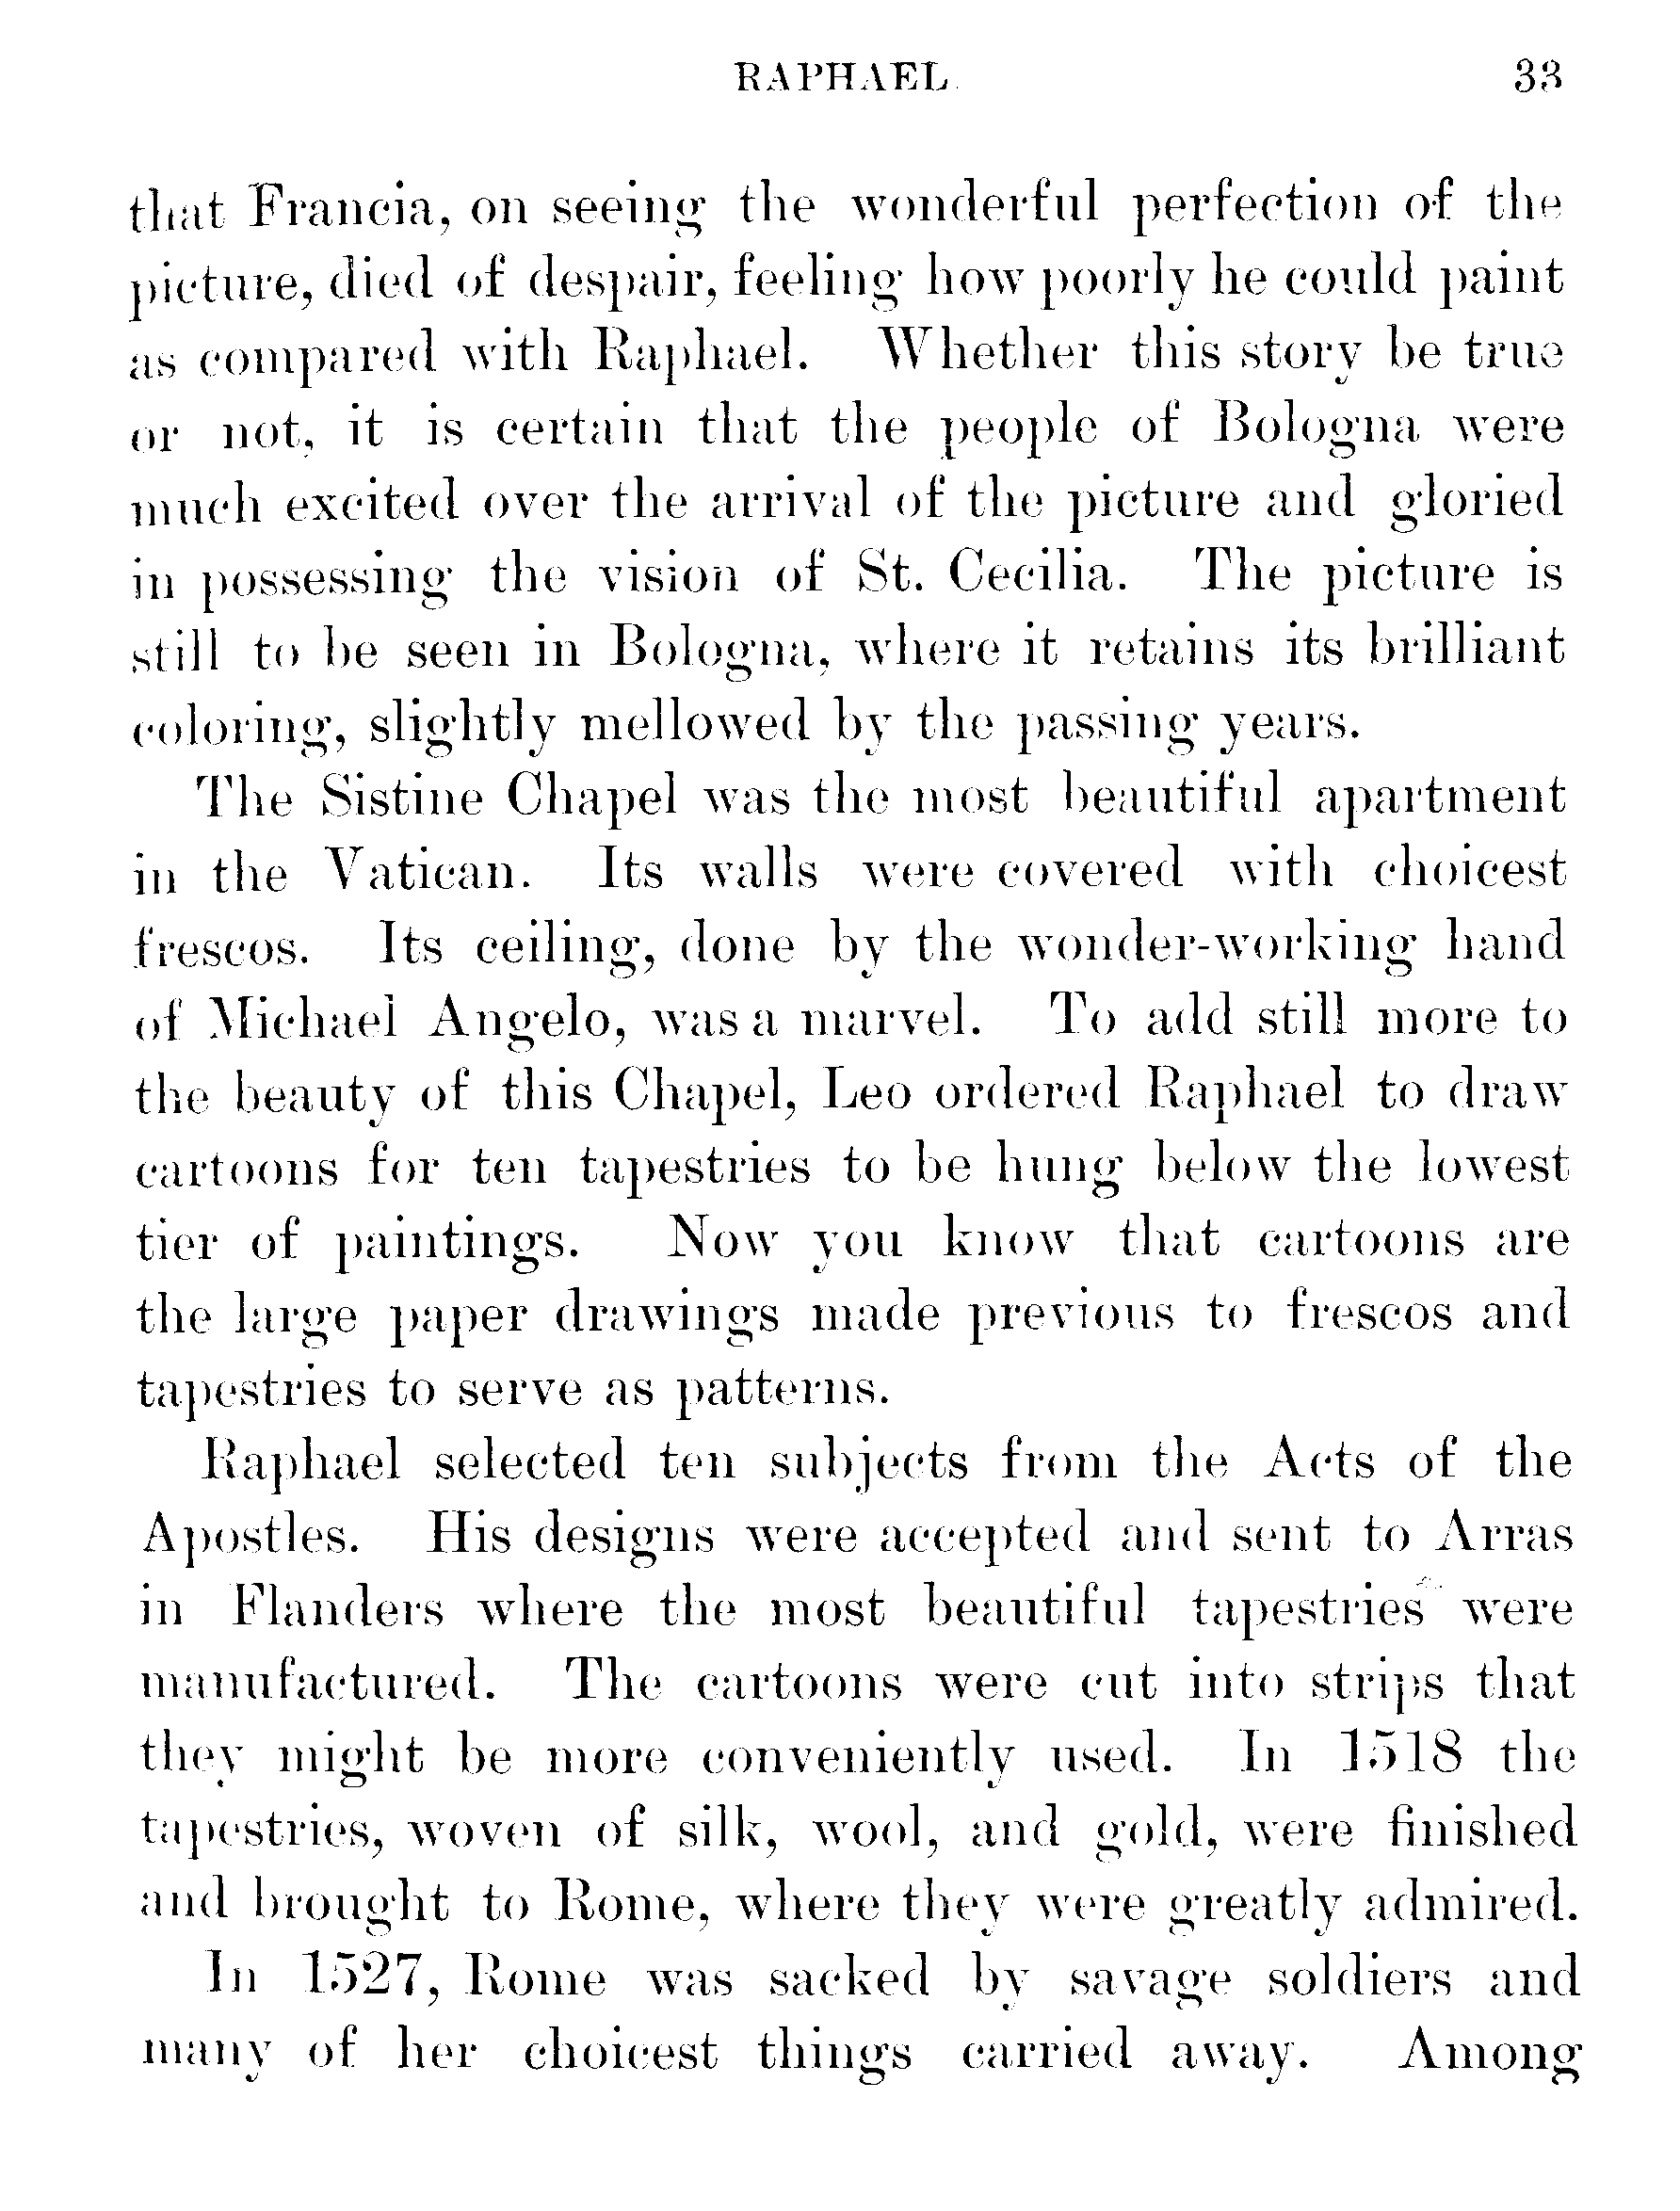 RAPHAEL. 33
that Francia, on seeing the wonderful perfection of the
picture, died of despair, feeling how poorly he could paint
as compared with Raphael. Whether this story be true
or not, it is certain that the people of Bologna were
much excited over the arrival of the picture and gloried
in possessing the vision of St. Cecilia. The picture is
still to be seen in Bologna, where it retains its brilliant
coloring, slightly mellowed by the passing years.
The Sistine Chapel was the most beautiful apartment
in the Vatican. Its walls were covered with choicest
frescos. Its ceiling, done by the wonder-working hand
of Michael Angelo, was a marvel. To add still more to
the beauty of this Chapel, Leo ordered Raphael to draw
cartoons for ten tapestries to be hung below the lowest
tier of paintings. Now you know that cartoons are
the large paper drawings made previous to frescos and
tapestries to serve as patterns.
Raphael selected ten subjects from the Acts of the
Apostles. His designs were accepted and sent to Arras
in Flanders where the most beautiful tapestries were
manufactured. The cartoons were cut into strips that
they might be more conveniently used. In 1518 the
tapestries, woven of silk, wool, and gold, were finished
and brought to Rome, where they were greatly admired.
In 1527, Rome was sacked by savage soldiers and
many of her choicest things carried away. Among